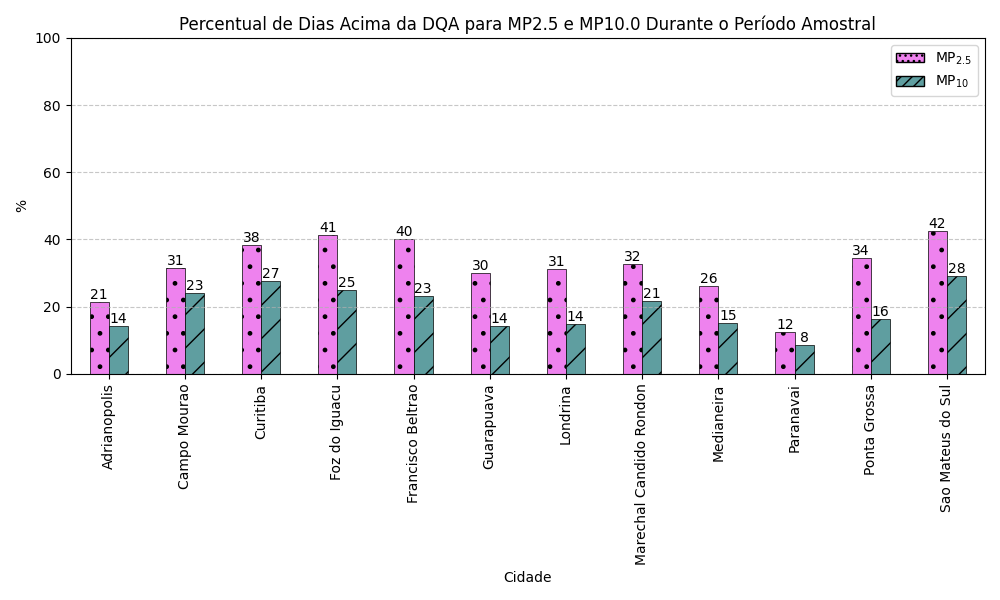 Percentual de Dias Acima da DQA para MP2.5 e MP10.0 Durante o Período Amostral
100
80
60
40
20
0
%
MP2.5
MP10
21
14
31
23
38
27
41
25
40
23
30
14
31
14
32
21
26
15
12
8
34
16
42
28
Adrianopolis
Campo Mourao
Curitiba
Foz do Iguacu
Francisco Beltrao
Guarapuava
Londrina
Marechal Candido Rondon
Medianeira
Paranavai
Ponta Grossa
Sao Mateus do Sul
Cidade